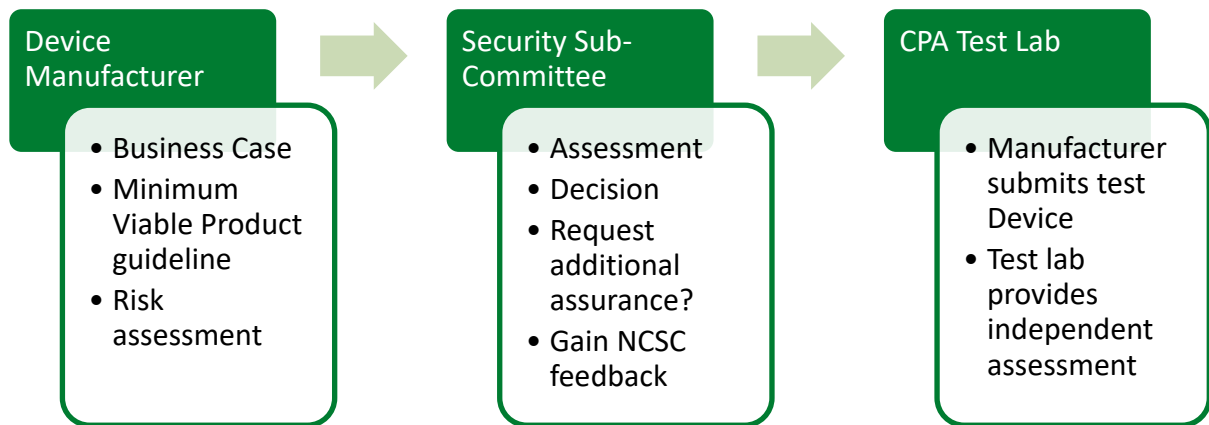 Device
Manufacturer
• Business Case
• Minimum
Viable Product
guideline
• Risk
assessment
Security Sub-
Committee
• Assessment
• Decision
• Request
additional
assurance?
• Gain NCSC
feedback
CPA Test Lab
• Manufacturer
submits test
Device
• Test lab
provides
independent
assessment